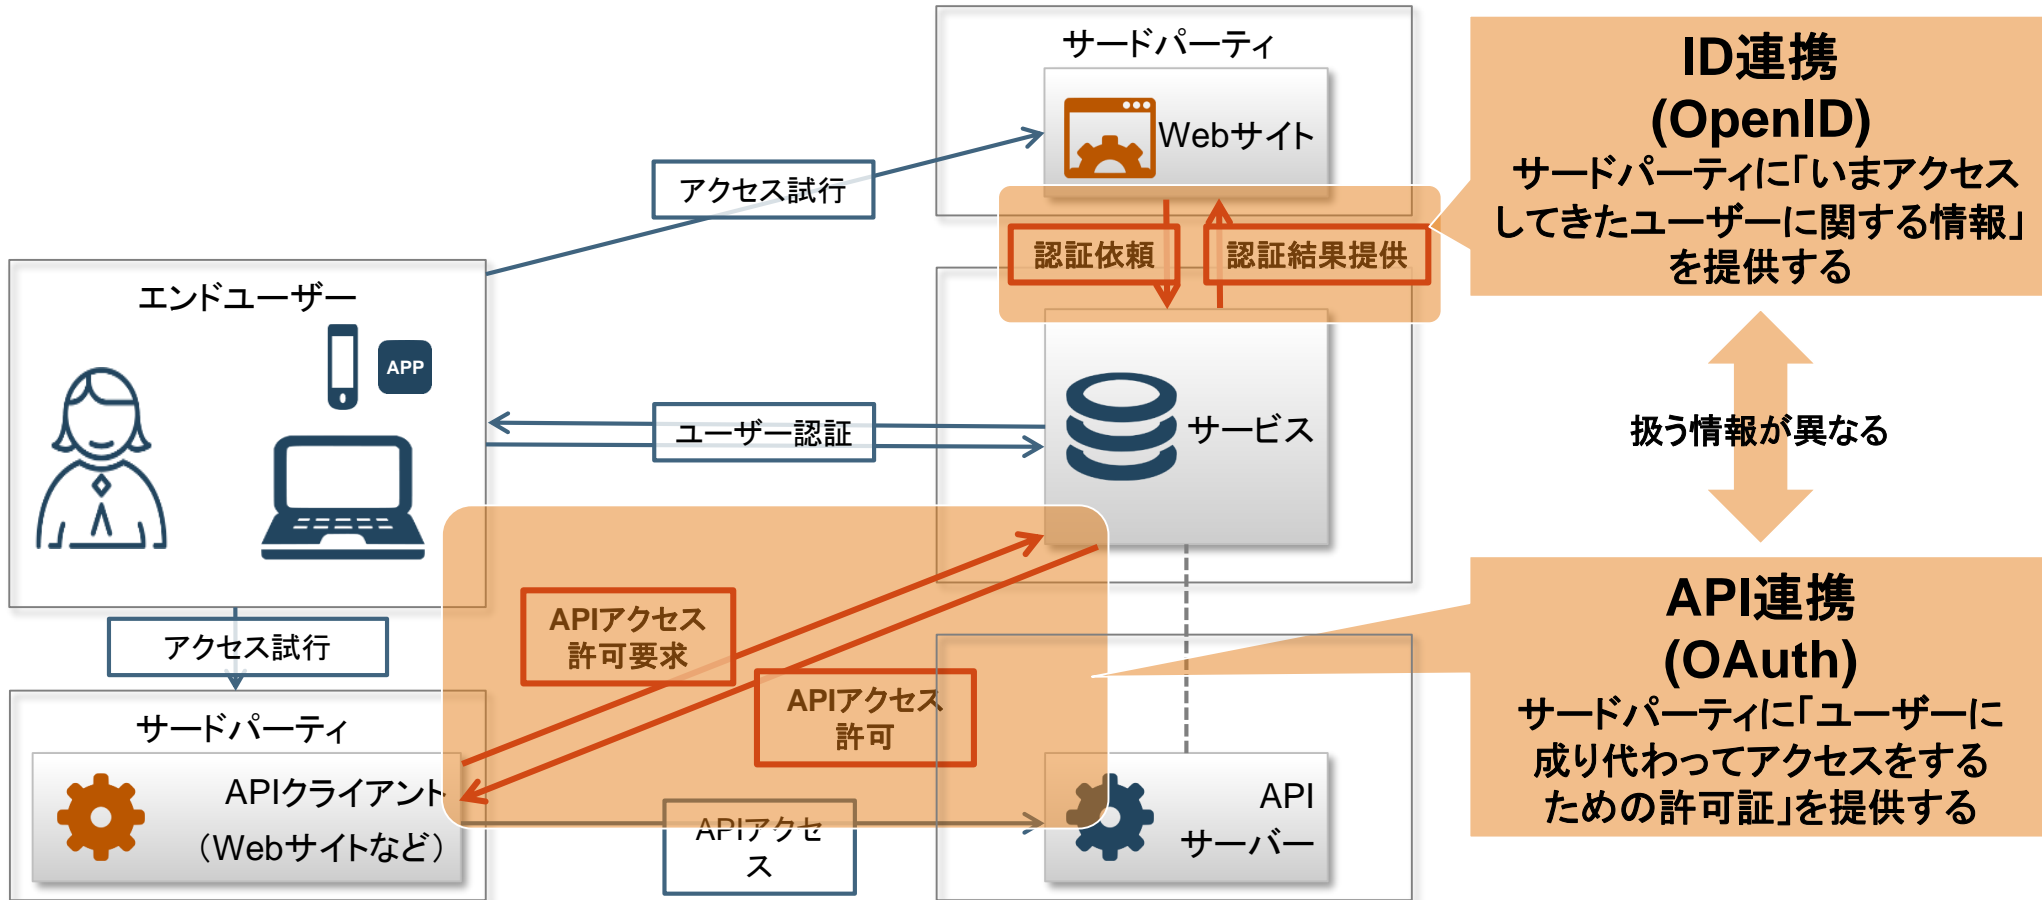 サードパーティ
Webサイト
アクセス試行
認証依頼
認証結果提供
ID連携
(OpenID)
サードパーティに「いまアクセス
してきたユーザーに関する情報」
を提供する
エンドユーザー
APP
ユーザー認証
サービス
扱う情報が異なる
アクセス試行
APIアクセス
許可要求
APIアクセス
許可
API連携
(OAuth)
サードパーティに「ユーザーに
成り代わってアクセスをする
ための許可証」を提供する
サードパーティ
APIクライアント
（Webサイトなど）
APIアクセ
ス
API
サーバー